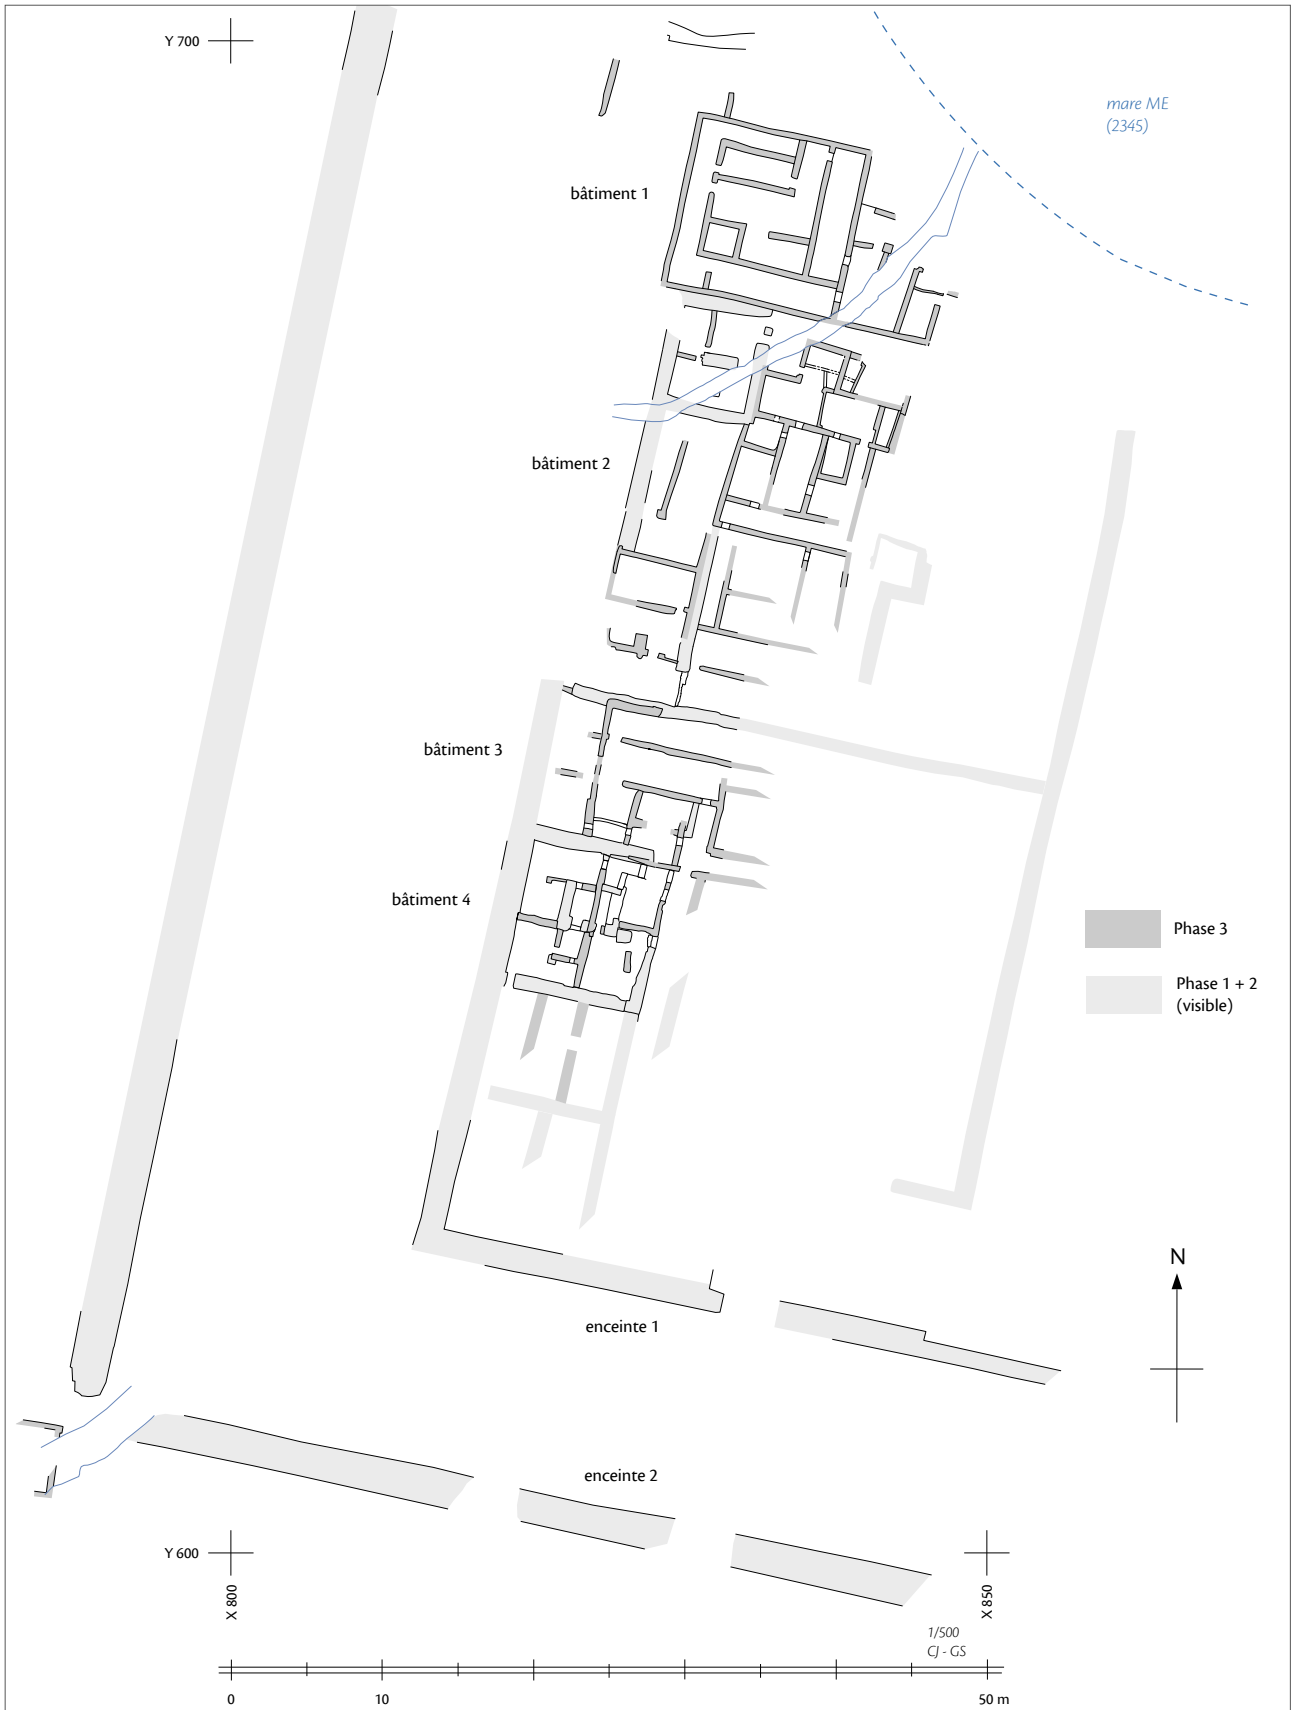 Y 700
mare ME
(2345)
bâtiment 1
bâtiment 2
bâtiment 3
bâtiment 4
Phase 3
Phase 1 + 2
(visible)
N
enceinte 1
enceinte 2
Y 600
X 800
X 850
1/500
CJ - GS
0
10
50 m